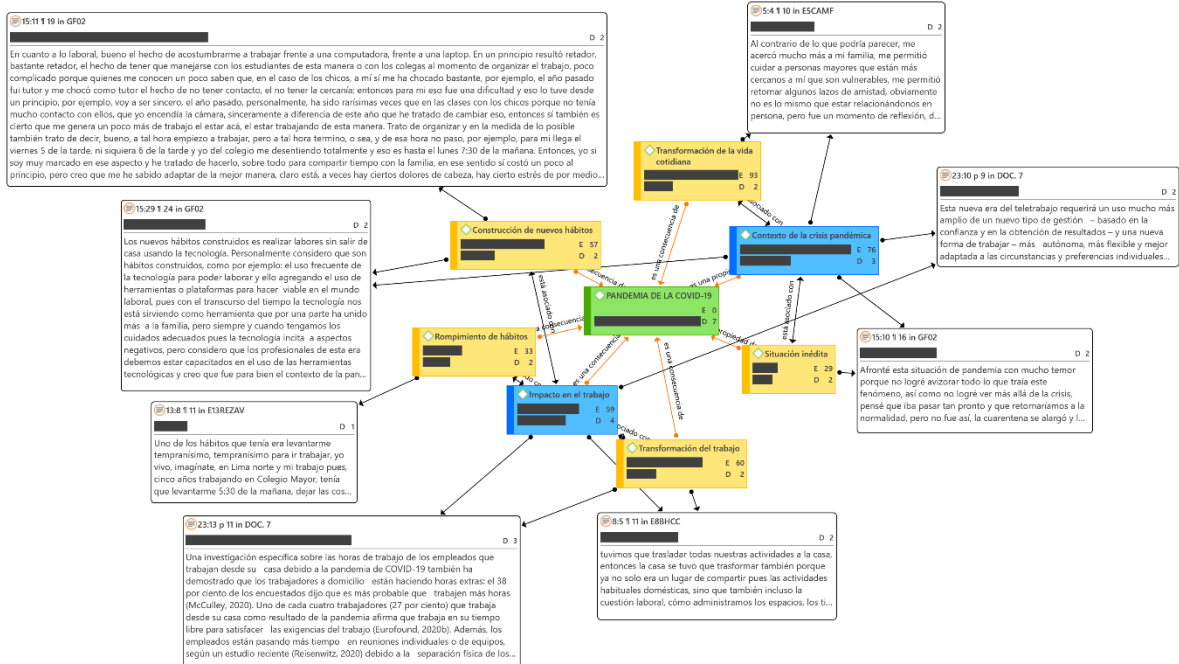 15:11 ¶ 19 in GF02
D 2
En cuanto a lo laboral, bueno el hecho de acostumbrarme a trabajar frente a una computadora, frente a una laptop. En un principio resultó retador,
bastante retador, el hecho de tener que manejarse con los estudiantes de esta manera o con los colegas al momento de organizar el trabajo, poco
complicado porque quienes me conocen un poco saben que, en el caso de los chicos, a mí sí me ha chocado bastante, por ejemplo, el año pasado
fui tutor y me chocó como tutor el hecho de no tener contacto, el no tener la cercanía; entonces para mi eso fue una dificultad y eso lo tuve desde
un principio, por ejemplo, voy a ser sincero, el año pasado, personalmente, ha sido rarísimas veces que en las clases con los chicos porque no tenía
mucho contacto con ellos, que yo encendía la cámara, sinceramente a diferencia de este año que he tratado de cambiar eso, entonces sí también es
cierto que me genera un poco más de trabajo el estar acá, el estar trabajando de esta manera. Trato de organizar y en la medida de lo posible
también trato de decir, bueno, a tal hora empiezo a trabajar, pero a tal hora termino, o sea, y de esa hora no paso, por ejemplo, para mi llega el
viernes 5 de la tarde, ni siquiera 6 de la tarde y yo del colegio me desentiendo totalmente y eso es hasta el lunes 7:30 de la mañana. Entonces, yo si
soy muy marcado en ese aspecto y he tratado de hacerlo, sobre todo para compartir tiempo con la familia, en ese sentido sí costó un poco al
principio, pero creo que me he sabido adaptar de la mejor manera, claro está, a veces hay ciertos dolores de cabeza, hay cierto estrés de por medio...
5:4 ¶ 10 in E5CAMF
D 2
Al contrario de lo que podría parecer, me
acercó mucho más a mi familia, me permitió
cuidar a personas mayores que están más
cercanos a mí que son vulnerables, me permitió
retomar algunos lazos de amistad, obviamente
no es lo mismo que estar relacionándonos en
persona, pero fue un momento de reflexión, d...
Transformación de la vida
cotidiana
E 93
D 2
23:10 p 9 in DOC. 7
D 2
Esta nueva era del teletrabajo requerirá un uso mucho más
amplio de un nuevo tipo de gestión – basado en la
confianza y en la obtención de resultados – y una nueva
forma de trabajar – más autónoma, más flexible y mejor
adaptada a las circunstancias y preferencias individuales...
15:29 ¶ 24 in GF02
D 2
Los nuevos hábitos construidos es realizar labores sin salir de
casa usando la tecnología. Personalmente considero que son
hábitos construidos, como por ejemplo: el uso frecuente de
la tecnología para poder laborar y ello agregando el uso de
herramientas o plataformas para hacer viable en el mundo
laboral, pues con el transcurso del tiempo la tecnología nos
está sirviendo como herramienta que por una parte ha unido
más a la familia, pero siempre y cuando tengamos los
cuidados adecuados pues la tecnología incita a aspectos
negativos, pero considero que los profesionales de esta era
debemos estar capacitados en el uso de las herramientas
tecnológicas y creo que fue para bien el contexto de la pan...
Construcción de nuevos hábitos
E 57
D 2
Contexto de la crisis pandémica
E 76
D 3
es una consecuencia de
PANDEMIA DE LA COVID-19
E 0
D 7
está asociado con
está asociado con
Rompimiento de hábitos
E 33
D 2
Situación inédita
E 29
D 2
15:10 ¶ 16 in GF02
D 2
Afronté esta situación de pandemia con mucho temor
porque no logré avizorar todo lo que traía este
fenómeno, así como no logré ver más allá de la crisis,
pensé que iba pasar tan pronto y que retornaríamos a la
normalidad, pero no fue así, la cuarentena se alargó y l...
es una consecuencia de
Impacto en el trabajo
E 59
D 4
13:8 ¶ 11 in E13REZAV
D 1
Uno de los hábitos que tenía era levantarme
tempranísimo, tempranísimo para ir trabajar, yo
vivo, imagínate, en Lima norte y mi trabajo pues,
cinco años trabajando en Colegio Mayor, tenía
que levantarme 5:30 de la mañana, dejar las cos...
Transformación del trabajo
E 60
D 2
23:13 p 11 in DOC. 7
D 3
Una investigación específica sobre las horas de trabajo de los empleados que
trabajan desde su casa debido a la pandemia de COVID-19 también ha
demostrado que los trabajadores a domicilio están haciendo horas extras: el 38
por ciento de los encuestados dijo que es más probable que trabajen más horas
(McCulley, 2020). Uno de cada cuatro trabajadores (27 por ciento) que trabaja
desde su casa como resultado de la pandemia afirma que trabaja en su tiempo
libre para satisfacer las exigencias del trabajo (Eurofound, 2020b). Además, los
empleados están pasando más tiempo en reuniones individuales o de equipos,
según un estudio reciente (Reisenwitz, 2020) debido a la separación física de los...
8:5 ¶ 11 in E8BHCC
D 2
tuvimos que trasladar todas nuestras actividades a la casa,
entonces la casa se tuvo que trasformar también porque
ya no solo era un lugar de compartir pues las actividades
habituales domésticas, sino que también incluso la
cuestión laboral, cómo administramos los espacios, los ti...